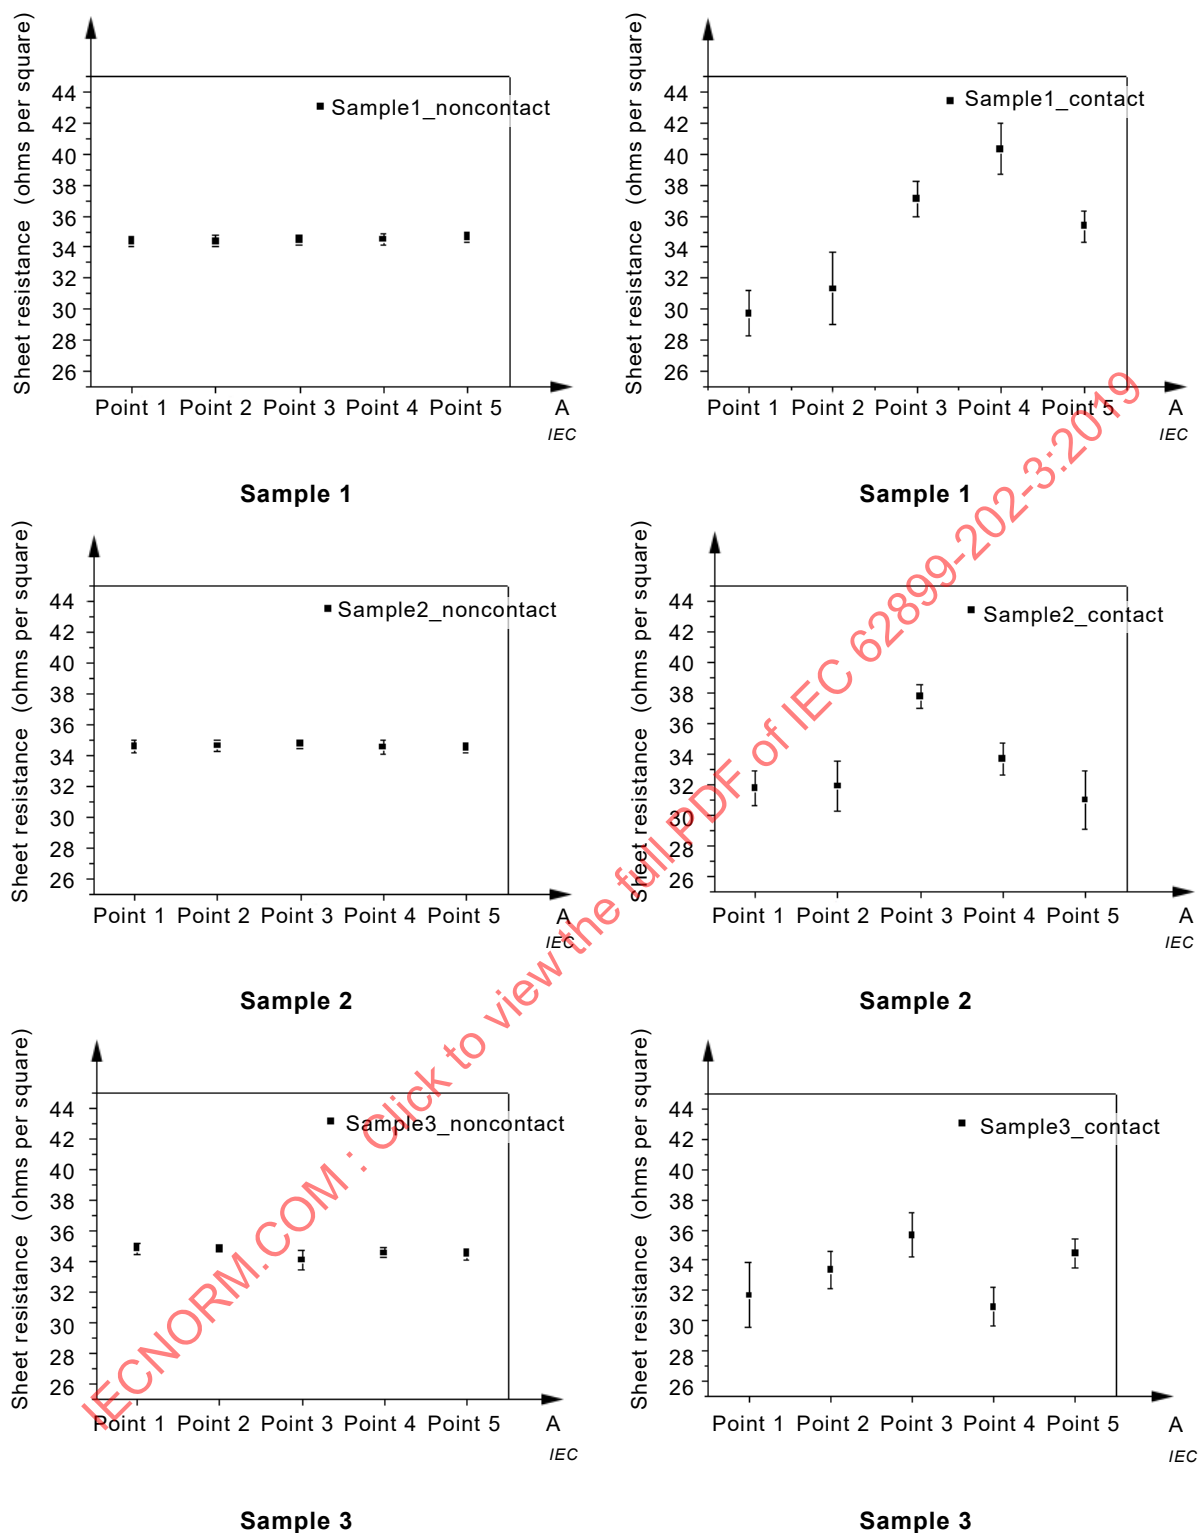 Sheet resistance (ohms per square)
44
42
40
38
36
34
32
30
28
26
Sample1_noncontact
Point 1 Point 2 Point 3 Point 4 Point 5 A
IEC
Sample 1
Sheet resistance (ohms per square)
44
42
40
38
36
34
32
30
28
26
Sample1_contact
Point 1 Point 2 Point 3 Point 4 Point 5 A
IEC
Sample 1
Sheet resistance (ohms per square)
44
42
40
38
36
34
32
30
28
26
Sample2_noncontact
Point 1 Point 2 Point 3 Point 4 Point 5 A
IEC
Sample 2
Sheet resistance (ohms per square)
44
42
40
38
36
34
32
30
28
26
Sample2_contact
Point 1 Point 2 Point 3 Point 4 Point 5 A
IEC
Sample 2
Sheet resistance (ohms per square)
44
42
40
38
36
34
32
30
28
26
Sample3_noncontact
Point 1 Point 2 Point 3 Point 4 Point 5 A
IEC
Sample 3
Sheet resistance (ohms per square)
44
42
40
38
36
34
32
30
28
26
Sample3_contact
Point 1 Point 2 Point 3 Point 4 Point 5 A
IEC
Sample 3
IECNORM.COM : Click to view the full PDF of IEC 62899-202-3:2019